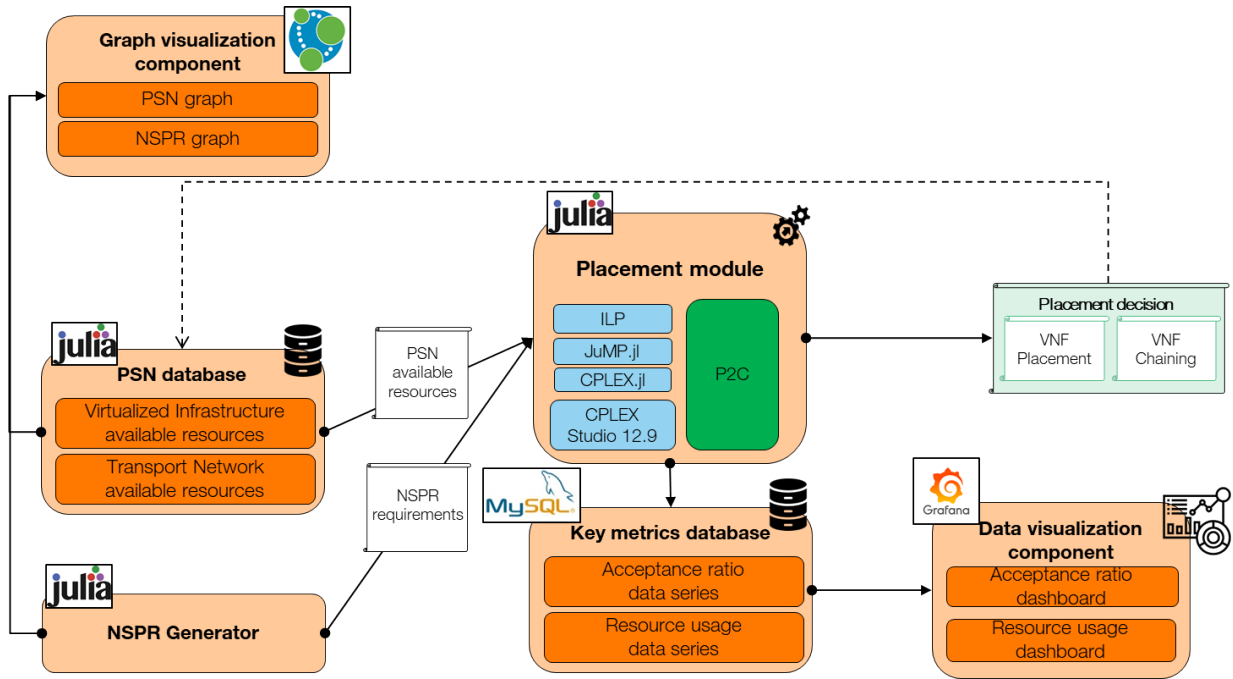 Graph visualization
component
PSN graph
NSPR graph
julia
Placement module
ILP
JuMP.jl
CPLEX.jl
CPLEX
Studio 12.9
P2C
Placement decision
VNF
Placement
VNF
Chaining
julia
PSN database
Virtualized Infrastructure
available resources
Transport Network
available resources
PSN
available
resources
NSPR
requirements
julia
NSPR Generator
MySQL®
Key metrics database
Acceptance ratio
data series
Resource usage
data series
Grafana
Data visualization
component
Acceptance ratio
dashboard
Resource usage
dashboard